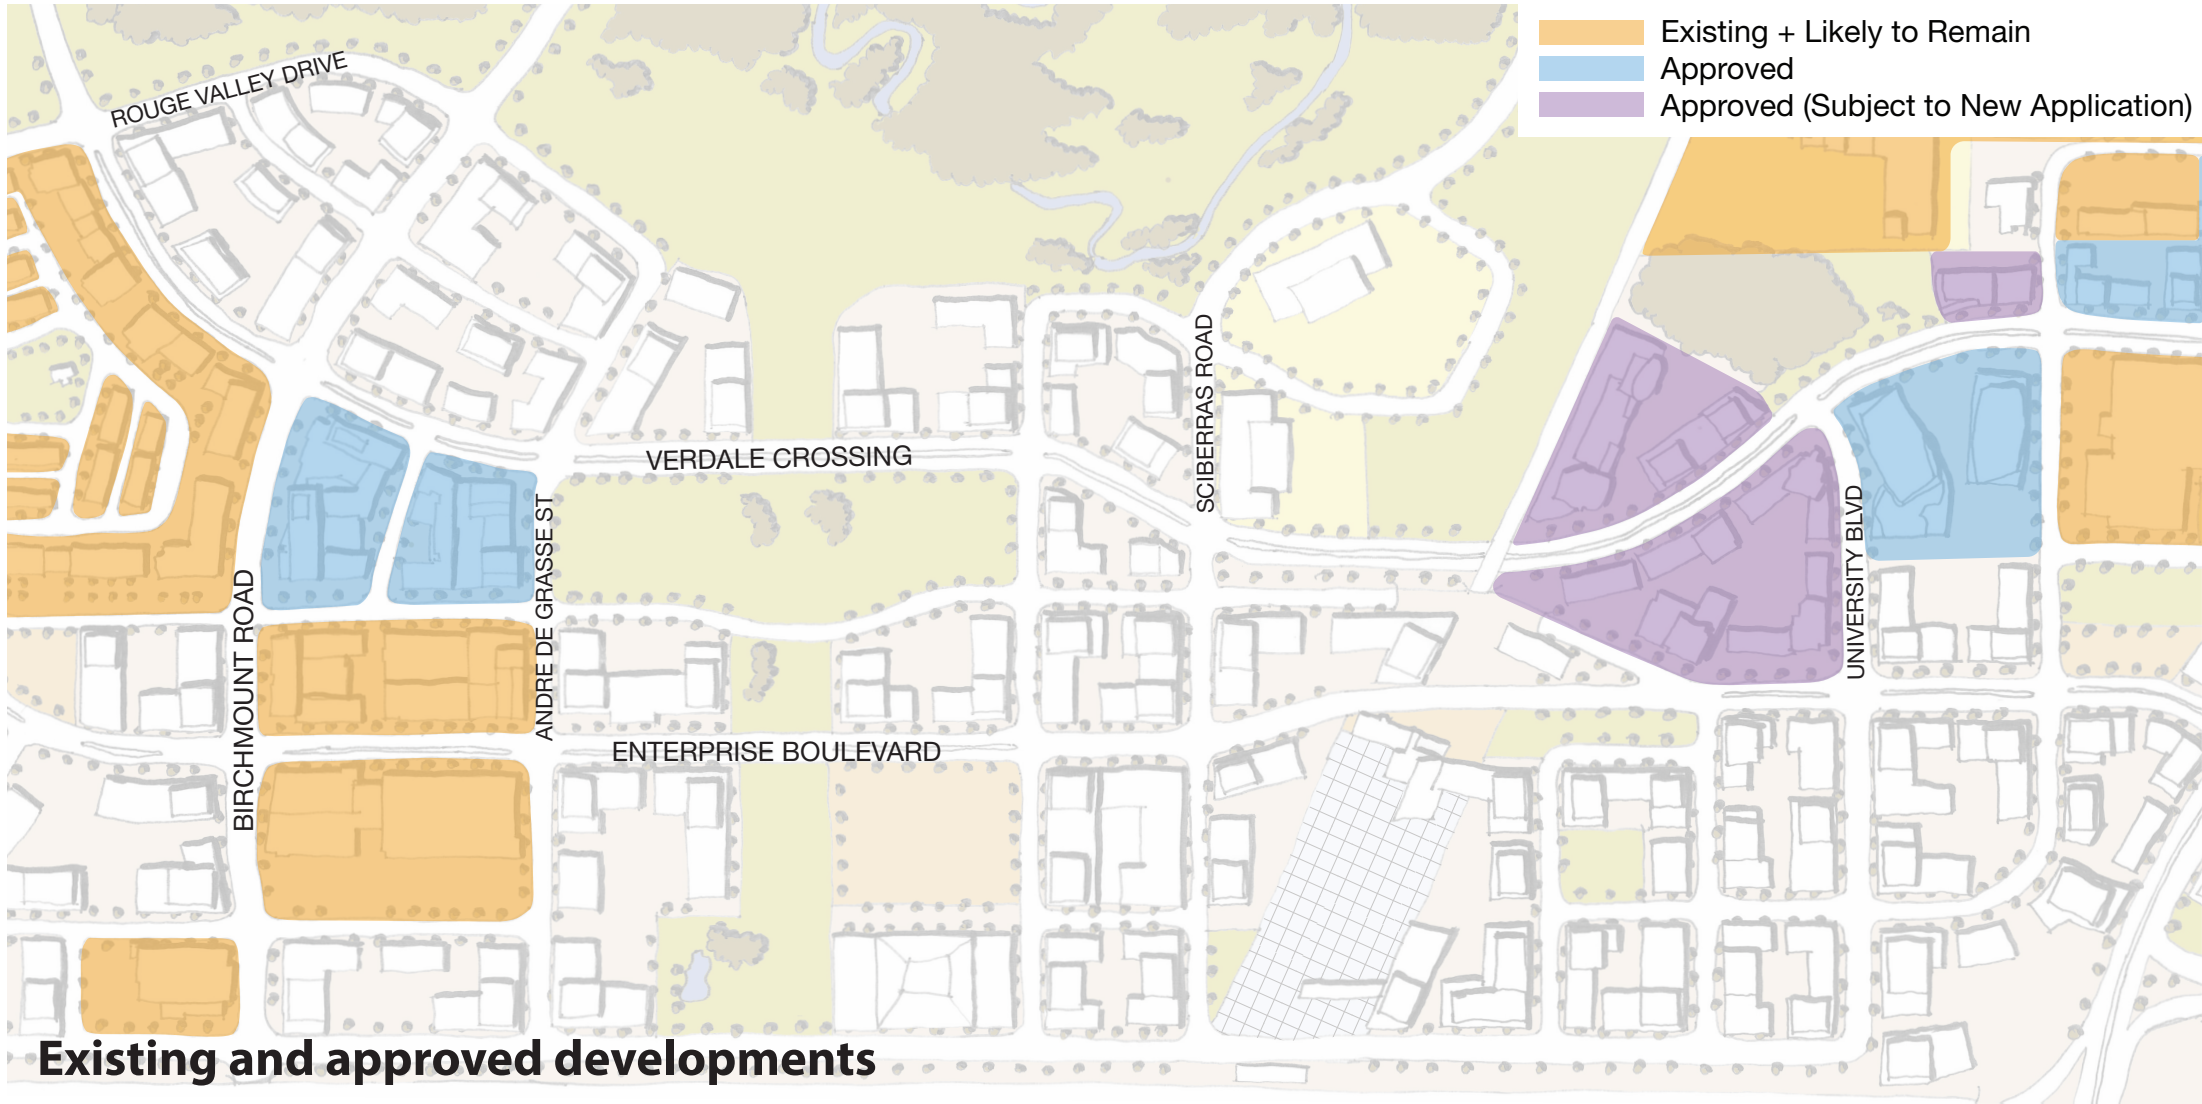 Existing + Likely to Remain
Approved
Approved (Subject to New Application)
ROUGE VALLEY DRIVE
VERDALE CROSSING
SCIBERRAS ROAD
UNIVERSITY BLVD
ANDRE DE GRASSE ST
BIRCHMOUNT ROAD
ENTERPRISE BOULEVARD
Existing and approved developments